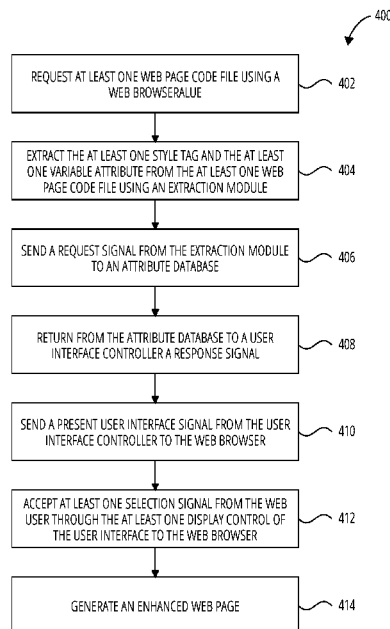 400
REQUEST AT LEAST ONE WEB PAGE CODE FILE USING A
WEB BROWSERALUE
402
EXTRACT THE AT LEAST ONE STYLE TAG AND THE AT LEAST
ONE VARIABLE ATTRIBUTE FROM THE AT LEAST ONE WEB
PAGE CODE FILE USING AN EXTRACTION MODULE
404
SEND A REQUEST SIGNAL FROM THE EXTRACTION MODULE
TO AN ATTRIBUTE DATABASE
406
RETURN FROM THE ATTRIBUTE DATABASE TO A USER
INTERFACE CONTROLLER A RESPONSE SIGNAL
408
SEND A PRESENT USER INTERFACE SIGNAL FROM THE USER
INTERFACE CONTROLLER TO THE WEB BROWSER
410
ACCEPT AT LEAST ONE SELECTION SIGNAL FROM THE WEB
USER THROUGH THE AT LEAST ONE DISPLAY CONTROL OF
THE USER INTERFACE TO THE WEB BROWSER
412
GENERATE AN ENHANCED WEB PAGE
414